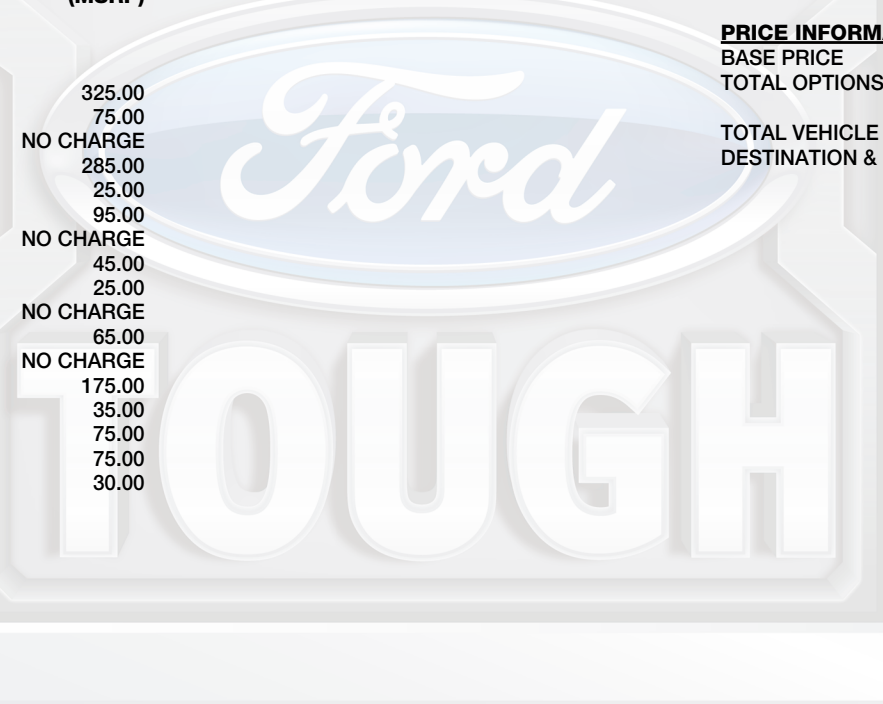 (MSRP)
325.00
75.00
NO CHARGE
285.00
25.00
95.00
NO CHARGE
45.00
25.00
NO CHARGE
65.00
NO CHARGE
175.00
35.00
75.00
75.00
30.00
PRICE INFORMA
BASE PRICE
TOTAL OPTIONS
TOTAL VEHICLE
DESTINATION &
Ford
TOUGH